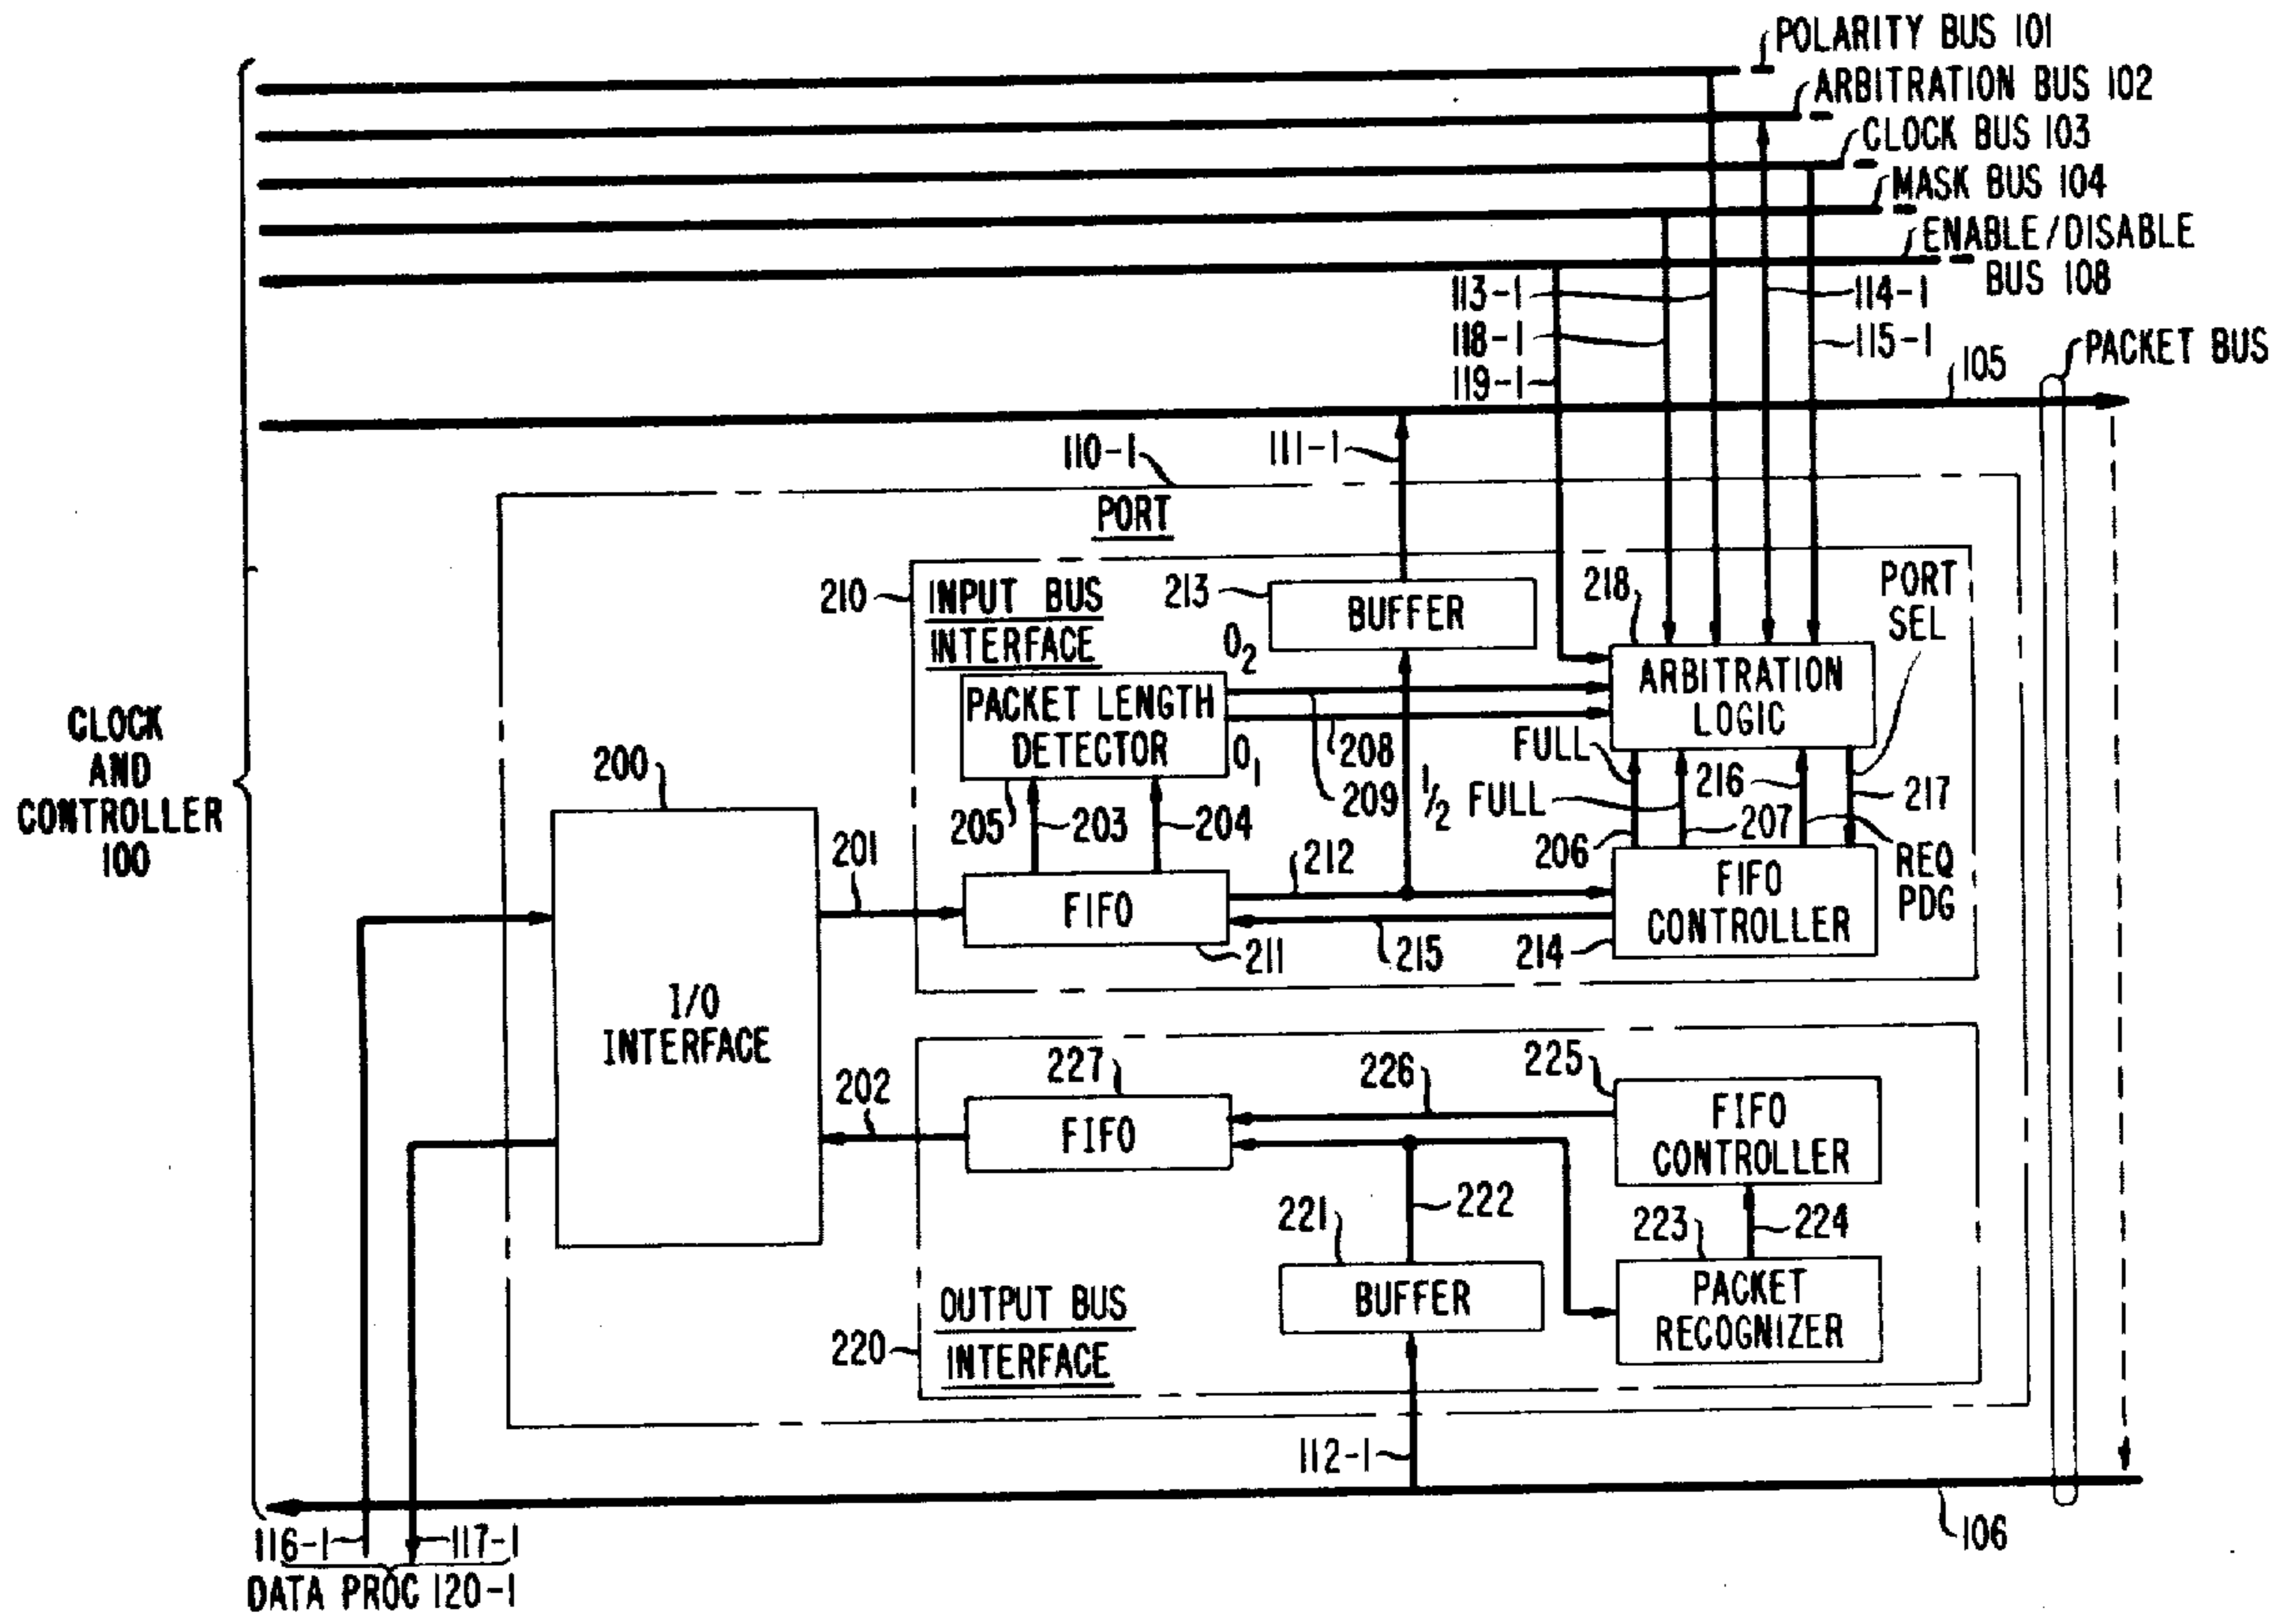 POLARITY BUS 101
ARBITRATION BUS 102
CLOCK BUS 103
MASK BUS 104
ENABLE/DISABLE
BUS 108
113-1
114-1
118-1
115-1
119-1
PACKET BUS
105
110-1
111-1
PORT
210
INPUT BUS
INTERFACE
213
BUFFER
218
PORT
SEL
O2
ARBITRATION
LOGIC
PACKET LENGTH
DETECTOR
O1
208
209
FULL
1/2 FULL
216
217
CLOCK
AND
CONTROLLER
100
200
205
203
204
206
207
REQ
PDG
201
212
FIFO
FIFO
CONTROLLER
211
215
214
I/O
INTERFACE
227
226
225
202
FIFO
FIFO
CONTROLLER
221
222
223
224
BUFFER
PACKET
RECOGNIZER
OUTPUT BUS
INTERFACE
220
112-1
116-1
117-1
106
DATA PROC 120-1